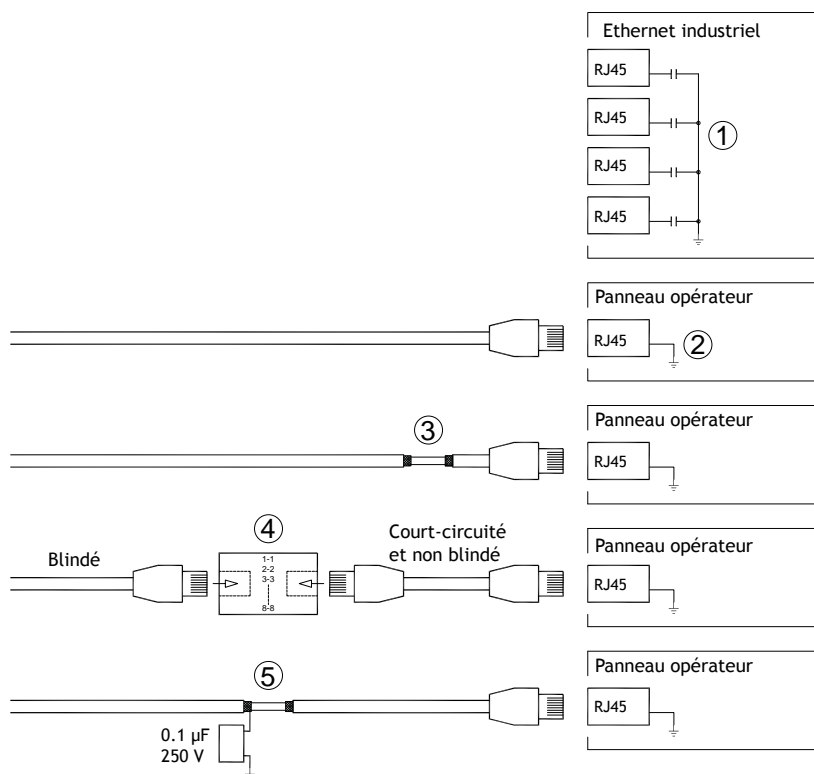 Ethernet industriel
RJ45
RJ45
①
RJ45
RJ45
Panneau opérateur
RJ45
②
Panneau opérateur
③
RJ45
Panneau opérateur
④
Court-circuité
et non blindé
Blindé
1-1
2-2
3-3
8-8
RJ45
Panneau opérateur
⑤
RJ45
0.1 µF
250 V